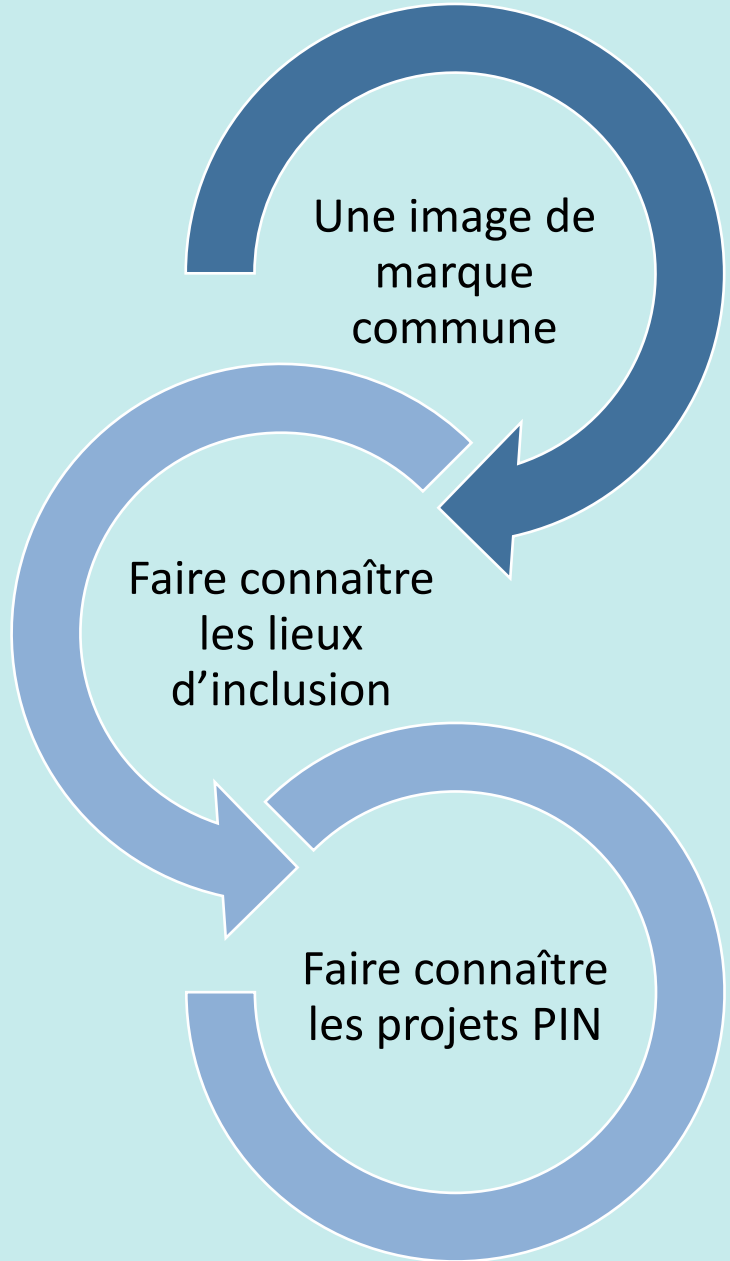 Une image de
marque
commune
Faire connaître
les lieux
d’inclusion
Faire connaître
les projets PIN